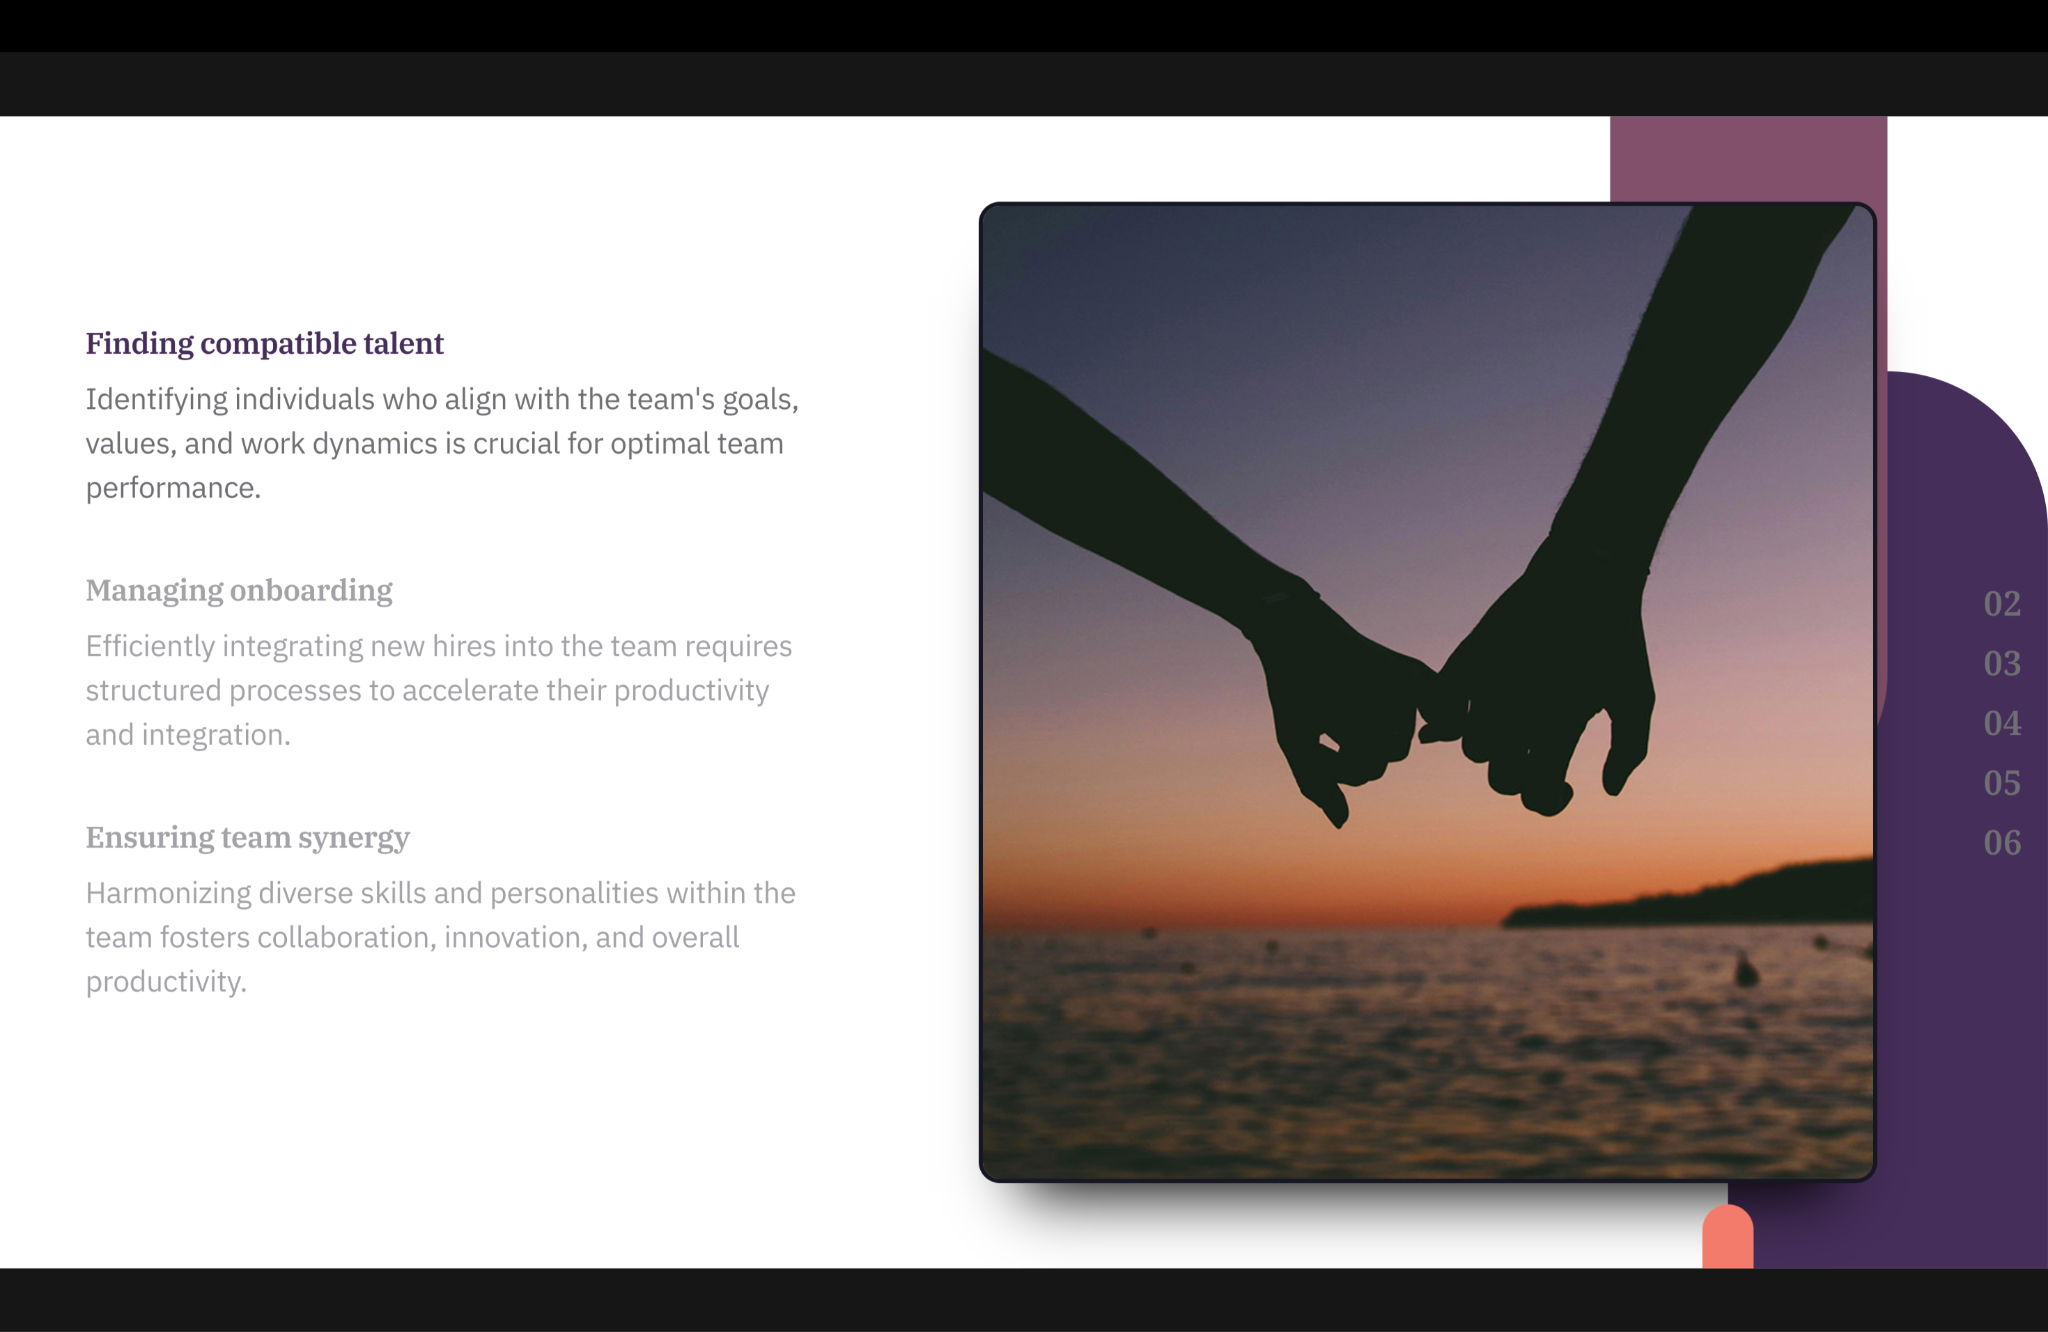 Finding compatible talent
Identifying individuals who align with the team's goals,
values, and work dynamics is crucial for optimal team
performance.
Managing onboarding
Efficiently integrating new hires into the team requires
structured processes to accelerate their productivity
and integration.
Ensuring team synergy
Harmonizing diverse skills and personalities within the
team fosters collaboration, innovation, and overall
productivity.
02
03
04
05
06